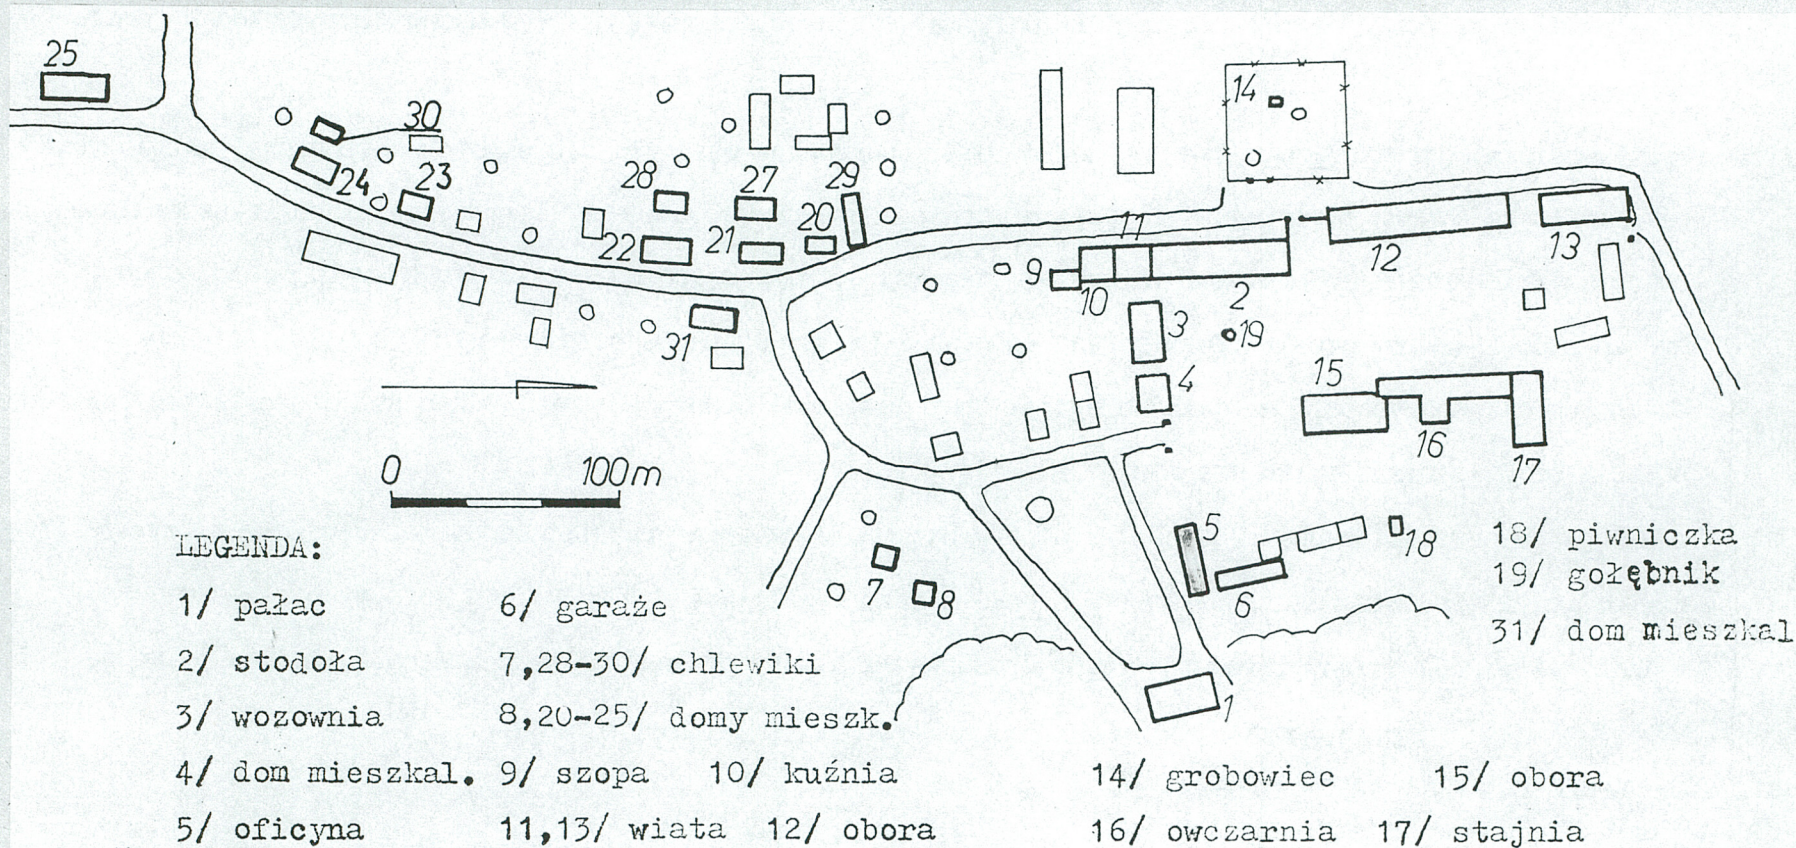 25
30
14
24
23
28
27
29
22
21
20
11
9
10
2
12
13
31
3
19
4
15
16
17
0 100m
5
18
7
8
6
1
LEGENDA:
1/ pałac
2/ stodoła
3/ wozownia
4/ dom mieszkal.
5/ oficyna
6/ garaże
7,28-30/ chlewiki
8,20-25/ domy mieszk.
9/ szopa 10/ kuźnia
11,13/ wiata 12/ obora
14/ grobowiec 15/ obora
16/ owczarnia 17/ stajnia
18/ piwniczka
19/ gołębnik
31/ dom mieszkal